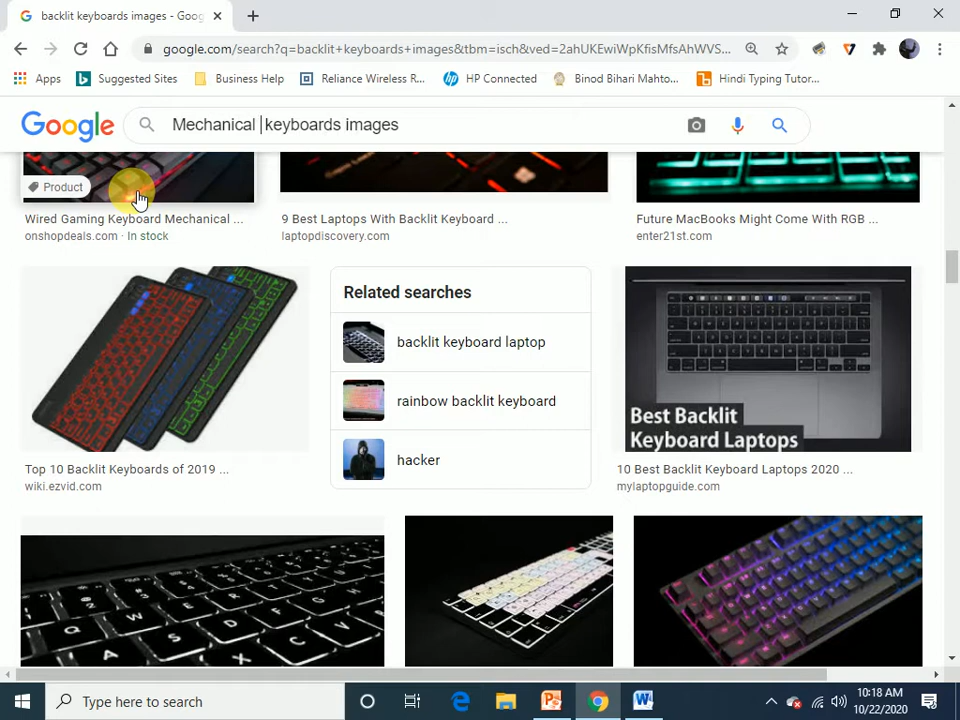 backlit keyboards images - Goog
google.com/search?q=backlit+keyboards+images&tbm=isch&ved=2ahUKEwiWpKfisMfsAhWVS...
Apps Suggested Sites Business Help Reliance Wireless R... HP Connected Binod Bihari Mahto... Hindi Typing Tutor...
Google Mechanical keyboards images
Product
Wired Gaming Keyboard Mechanical ...
onshopdeals.com · In stock
9 Best Laptops With Backlit Keyboard ...
laptopdiscovery.com
Future MacBooks Might Come With RGB ...
enter21st.com
Related searches
backlit keyboard laptop
rainbow backlit keyboard
hacker
Best Backlit
Keyboard Laptops
Top 10 Backlit Keyboards of 2019 ...
wiki.ezvid.com
10 Best Backlit Keyboard Laptops 2020 ...
mylaptopguide.com
Q W A S D X C V
Type here to search
10:18 AM
10/22/2020